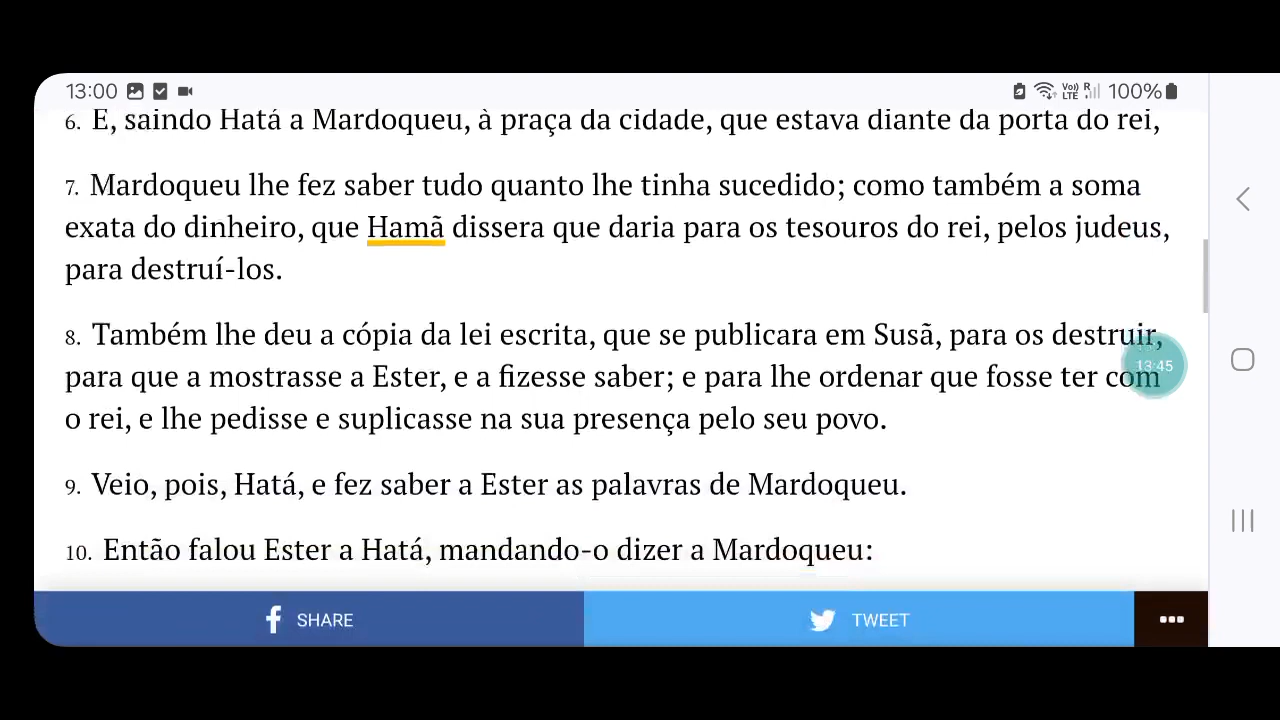 13:00 Vo)) LTE R 100%
6. E, saindo Hatá a Mardoqueu, à praça da cidade, que estava diante da porta do rei,
7. Mardoqueu lhe fez saber tudo quanto lhe tinha sucedido; como também a soma
exata do dinheiro, que Hamã dissera que daria para os tesouros do rei, pelos judeus,
para destruí-los.
8. Também lhe deu a cópia da lei escrita, que se publicara em Susã, para os destruir,
para que a mostrasse a Ester, e a fizesse saber; e para lhe ordenar que fosse ter com
13:45
o rei, e lhe pedisse e suplicasse na sua presença pelo seu povo.
9. Veio, pois, Hatá, e fez saber a Ester as palavras de Mardoqueu.
10. Então falou Ester a Hatá, mandando-o dizer a Mardoqueu:
SHARE TWEET